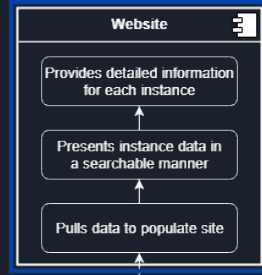 Website
Provides detailed information
for each instance
Presents instance data in
a searchable manner
Pulls data to populate site